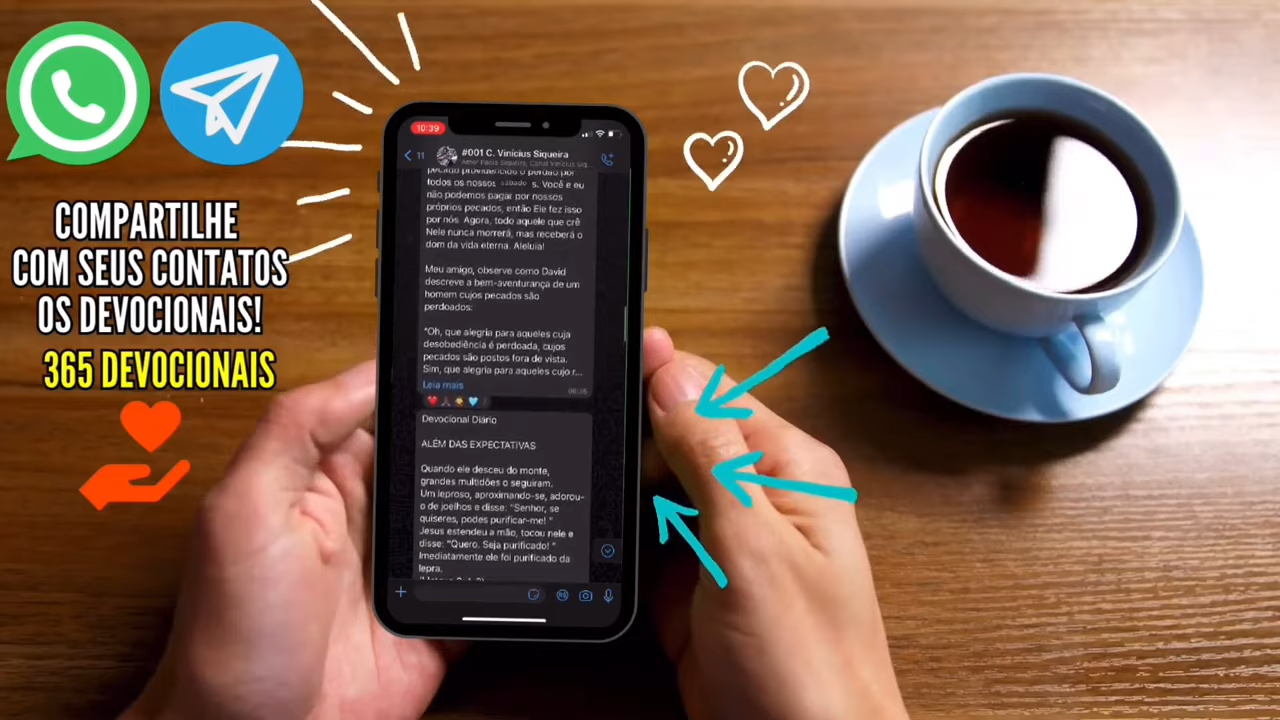 COMPARTILHE
COM SEUS CONTATOS
OS DEVOCIONAIS!
365 DEVOCIONAIS
10:39
11
#001 C. Vinícius Siqueira
pecado providenciou o perdão por
todos os nossos sábado s. Você e eu
não podemos pagar por nossos
próprios pecados, então Ele fez isso
por nós. Agora, todo aquele que crê
Nele nunca morrerá, mas receberá o
dom da vida eterna. Aleluia!
Meu amigo, observe como David
descreve a bem-aventurança de um
homem cujos pecados são
perdoados:
"Oh, que alegria para aqueles cuja
desobediência é perdoada, cujos
pecados são postos fora de vista.
Sim, que alegria para aqueles cujo r...
Leia mais
Devocional Diário
ALÉM DAS EXPECTATIVAS
Quando ele desceu do monte,
grandes multidões o seguiram.
Um leproso, aproximando-se, adorou-
o de joelhos e disse: "Senhor, se
quiseres, podes purificar-me! "
Jesus estendeu a mão, tocou nele e
disse: "Quero. Seja purificado! "
Imediatamente ele foi purificado da
lepra.